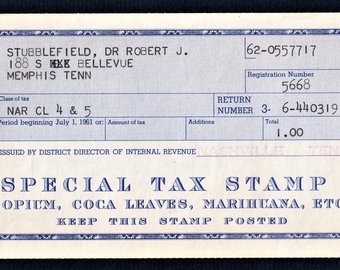 STUBBLEFIELD, DR ROBERT J. 62-0557717
188 S BELLEVUE
MEMPHIS TENN Registration Number
5668
Class of tax
NAR CL 4 & 5 RETURN NUMBER 3- 6-440319
Period beginning July 1, 1961 or: Amount of tax Additions Total
1.00
ISSUED BY DISTRICT DIRECTOR OF INTERNAL REVENUE
SPECIAL TAX STAMP
OPIUM, COCA LEAVES, MARIHUANA, ETC
KEEP THIS STAMP POSTED